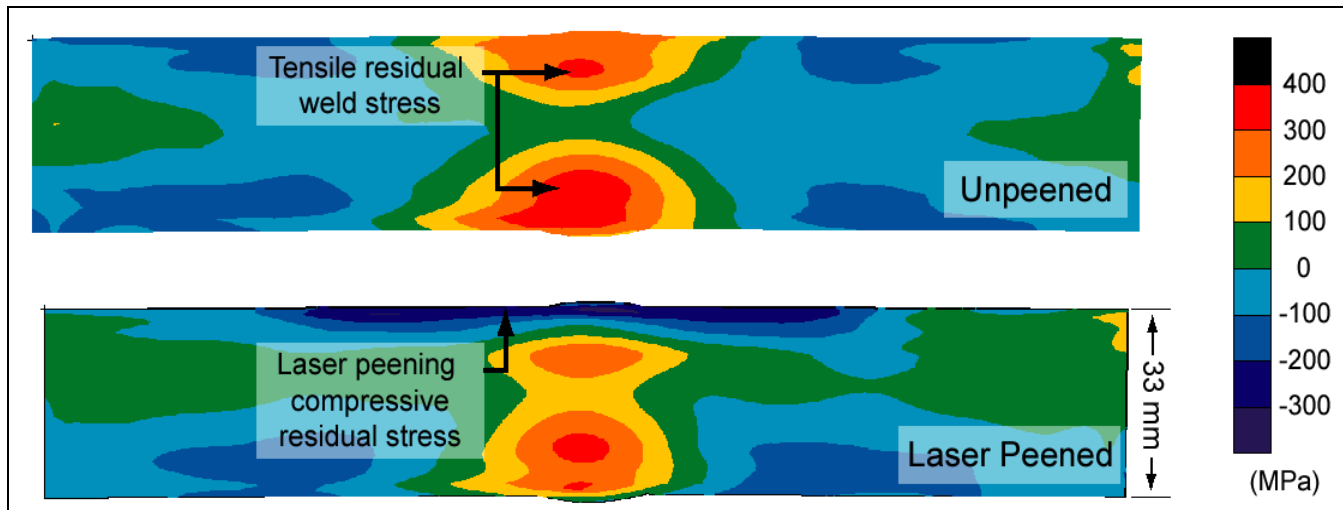 Tensile residual
weld stress
Unpeened
Laser peening
compressive
residual stress
Laser Peened
33 mm
400
300
200
100
0
-100
-200
-300
(MPa)